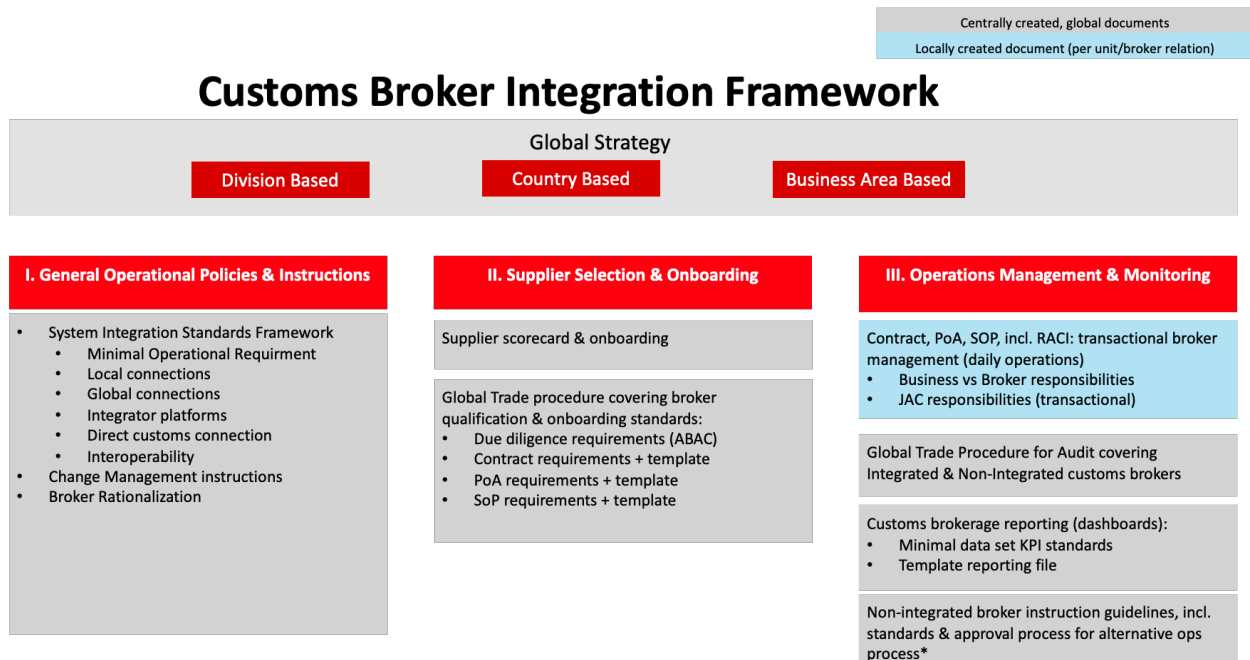 Centrally created, global documents
Locally created document (per unit/broker relation)
Customs Broker Integration Framework
Global Strategy
Division Based
Country Based
Business Area Based
I. General Operational Policies & Instructions
• System Integration Standards Framework
• Minimal Operational Requirment
• Local connections
• Global connections
• Integrator platforms
• Direct customs connection
• Interoperability
• Change Management instructions
• Broker Rationalization
II. Supplier Selection & Onboarding
Supplier scorecard & onboarding
Global Trade procedure covering broker
qualification & onboarding standards:
• Due diligence requirements (ABAC)
• Contract requirements + template
• PoA requirements + template
• SoP requirements + template
III. Operations Management & Monitoring
Contract, PoA, SOP, incl. RACI: transactional broker
management (daily operations)
• Business vs Broker responsibilities
• JAC responsibilities (transactional)
Global Trade Procedure for Audit covering
Integrated & Non-Integrated customs brokers
Customs brokerage reporting (dashboards):
• Minimal data set KPI standards
• Template reporting file
Non-integrated broker instruction guidelines, incl.
standards & approval process for alternative ops
process*